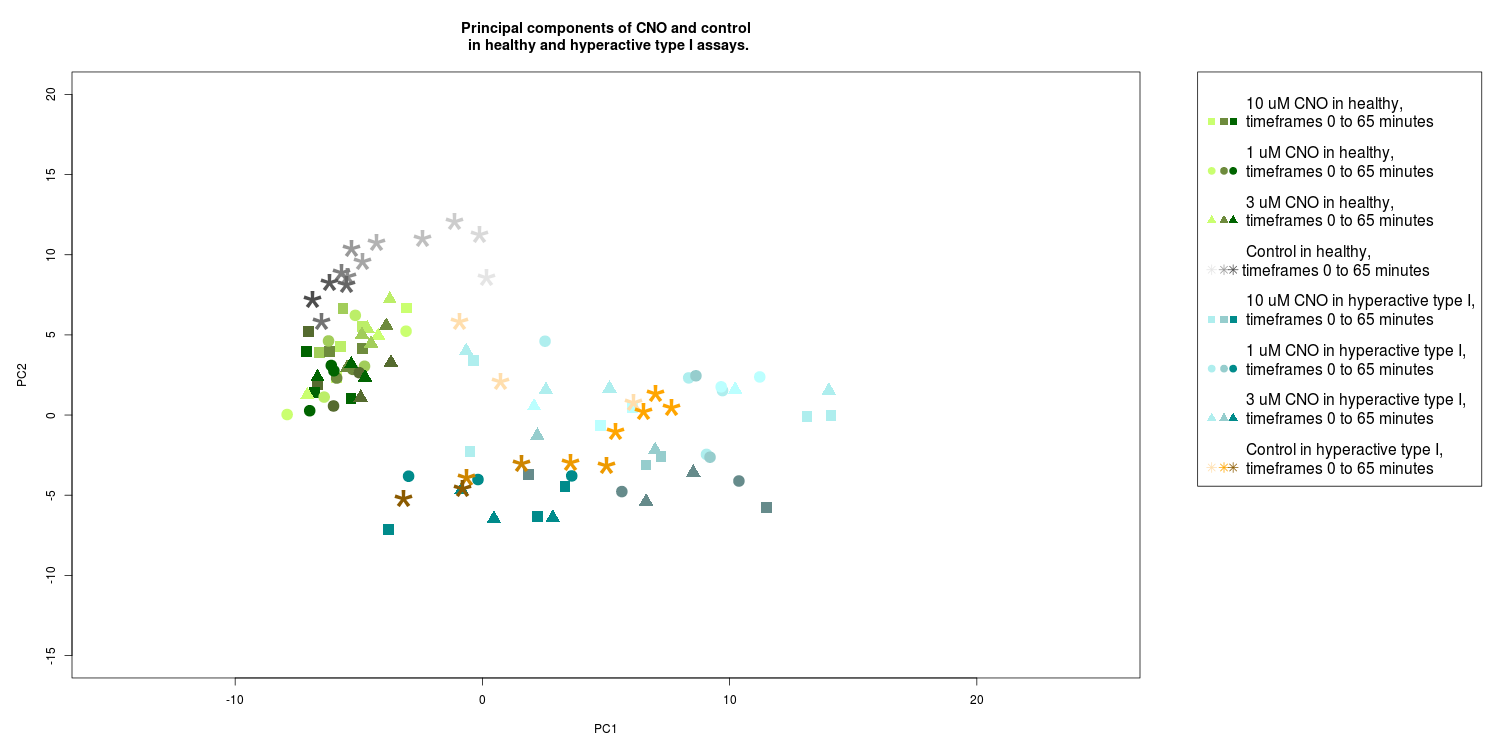 Principal components of CNO and control
in healthy and hyperactive type I assays.
20
15
10
5
0
-5
-10
-15
PC2
-10
0
10
20
PC1
10 uM CNO in healthy,
timeframes 0 to 65 minutes
1 uM CNO in healthy,
timeframes 0 to 65 minutes
3 uM CNO in healthy,
timeframes 0 to 65 minutes
Control in healthy,
timeframes 0 to 65 minutes
10 uM CNO in hyperactive type I,
timeframes 0 to 65 minutes
1 uM CNO in hyperactive type I,
timeframes 0 to 65 minutes
3 uM CNO in hyperactive type I,
timeframes 0 to 65 minutes
Control in hyperactive type I,
timeframes 0 to 65 minutes